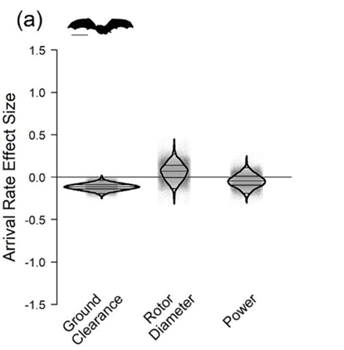 (a)
Arrival Rate Effect Size
1.5
1.0
0.5
0.0
-0.5
-1.0
-1.5
Ground
Clearance
Rotor
Diameter
Power